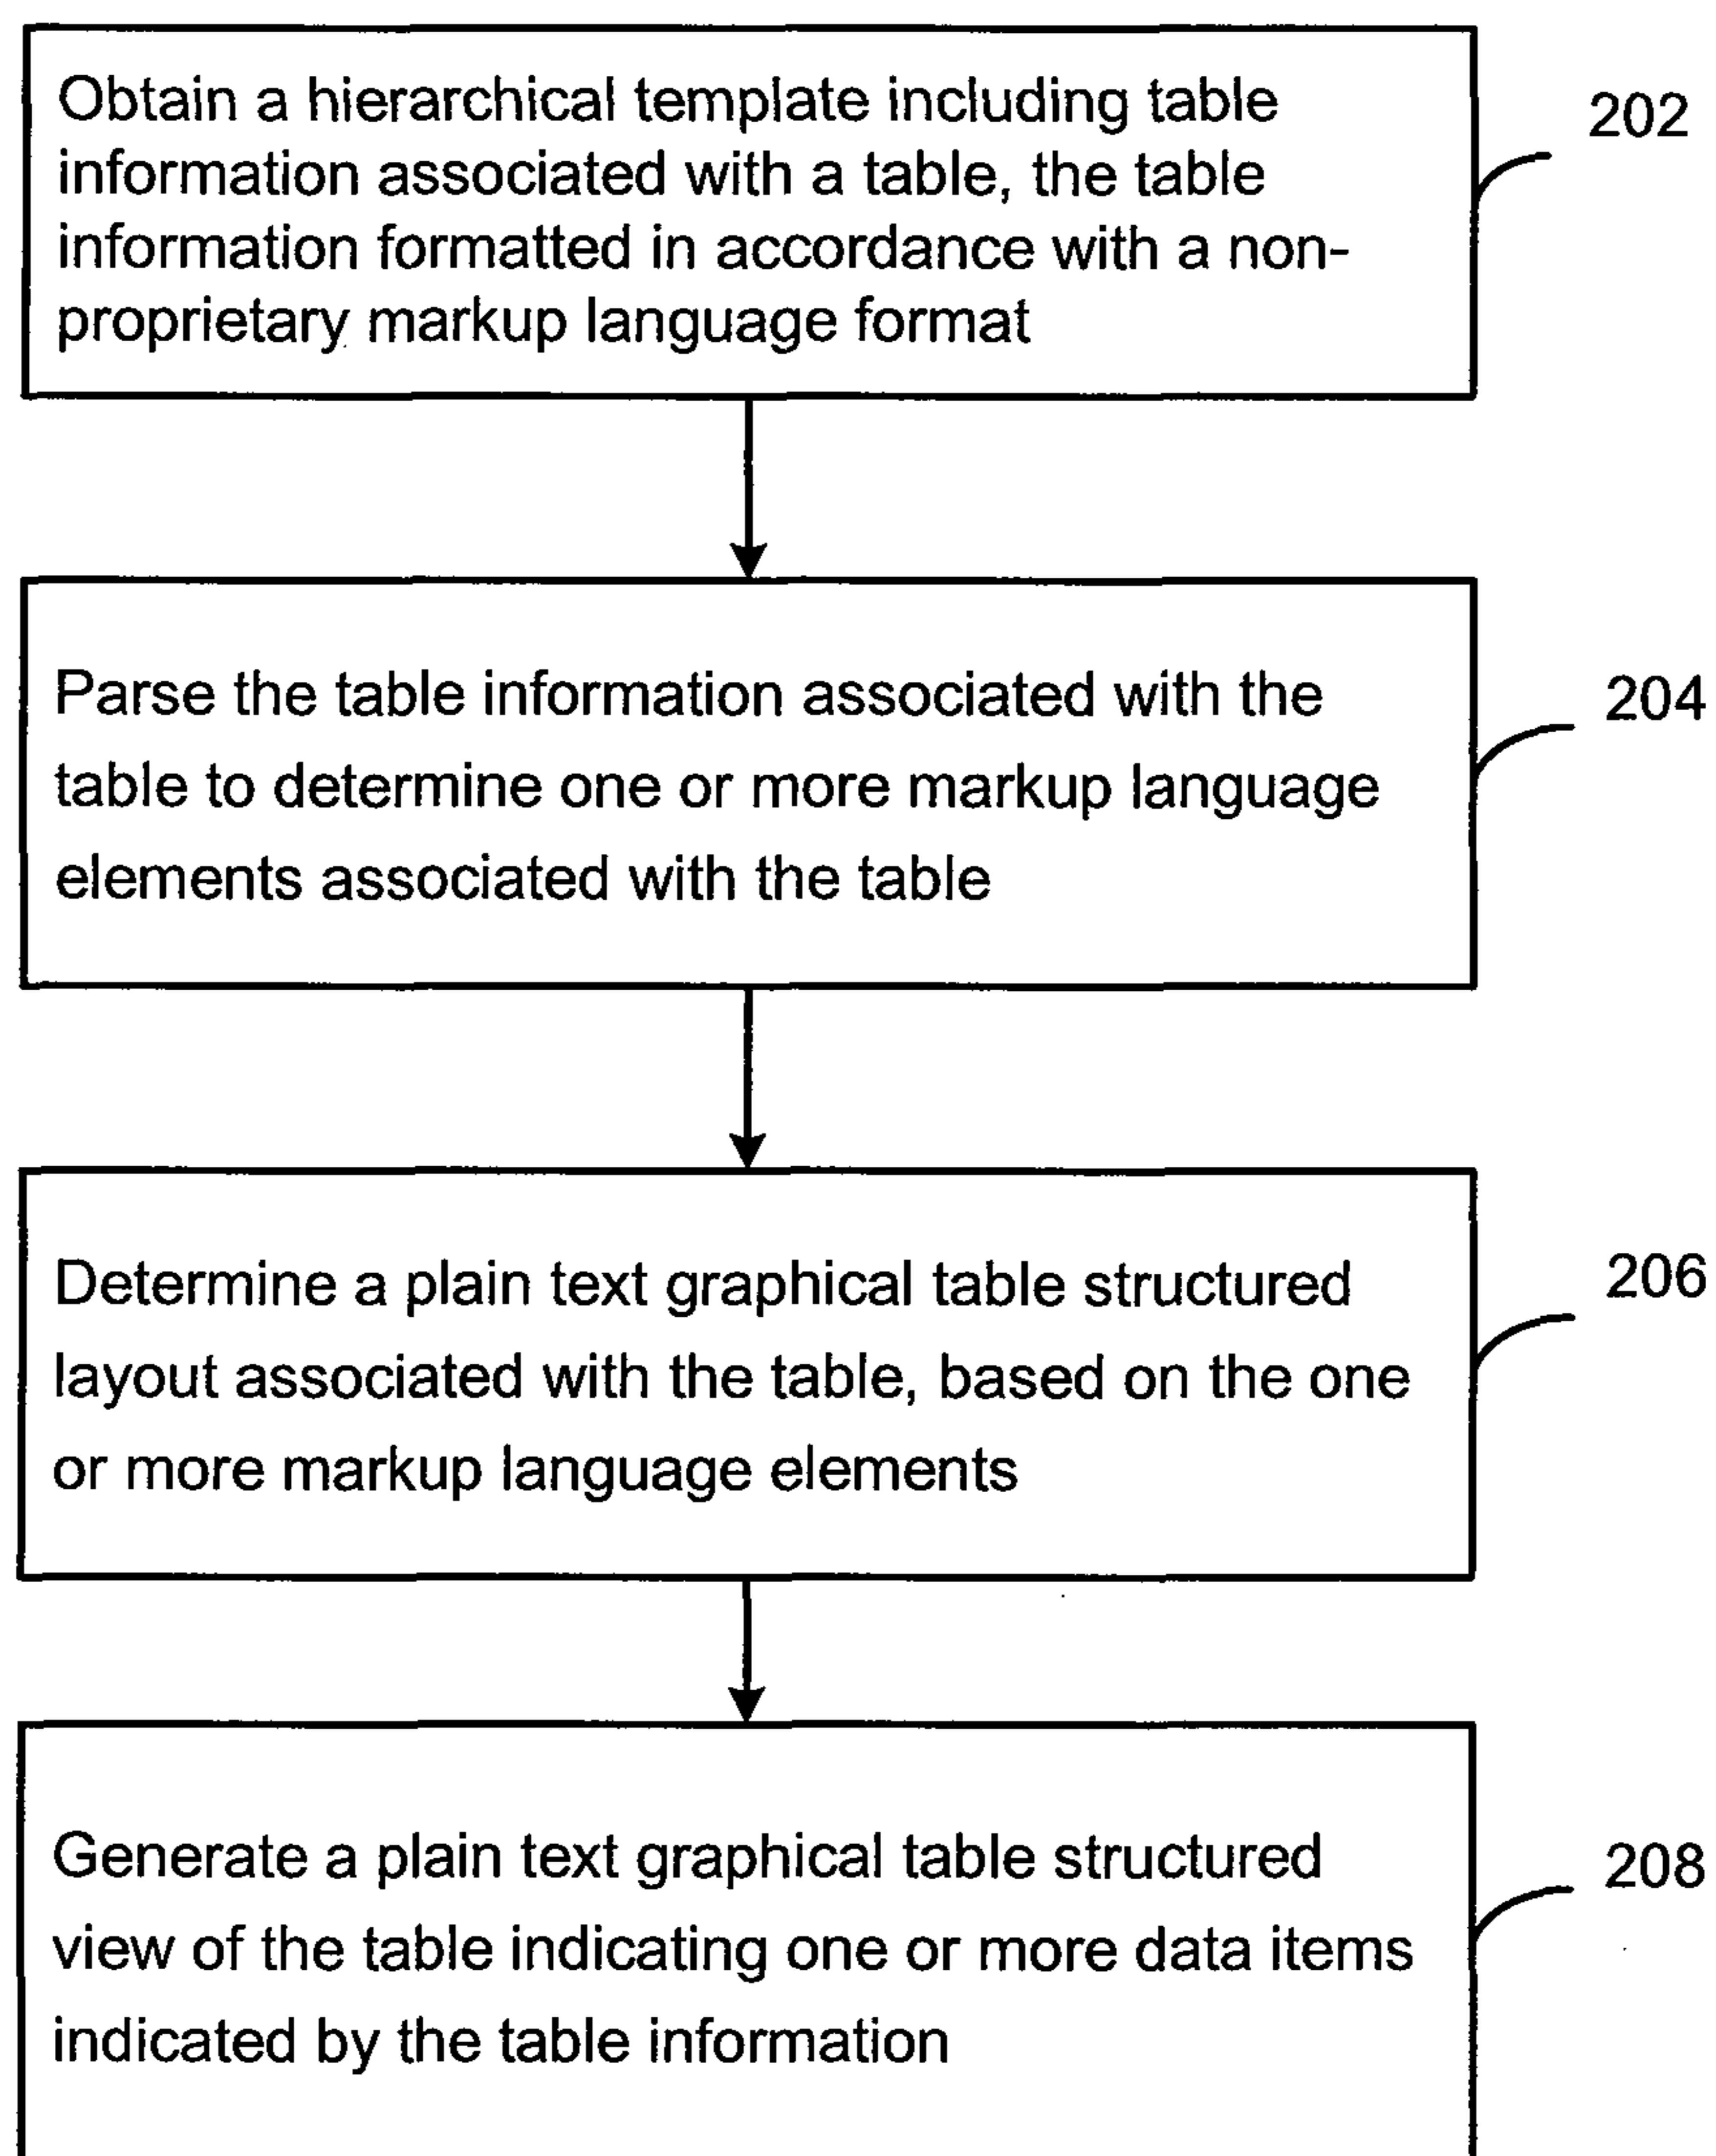 Obtain a hierarchical template including table
information associated with a table, the table
information formatted in accordance with a non-
proprietary markup language format
202
Parse the table information associated with the
table to determine one or more markup language
elements associated with the table
204
Determine a plain text graphical table structured
layout associated with the table, based on the one
or more markup language elements
206
Generate a plain text graphical table structured
view of the table indicating one or more data items
indicated by the table information
208